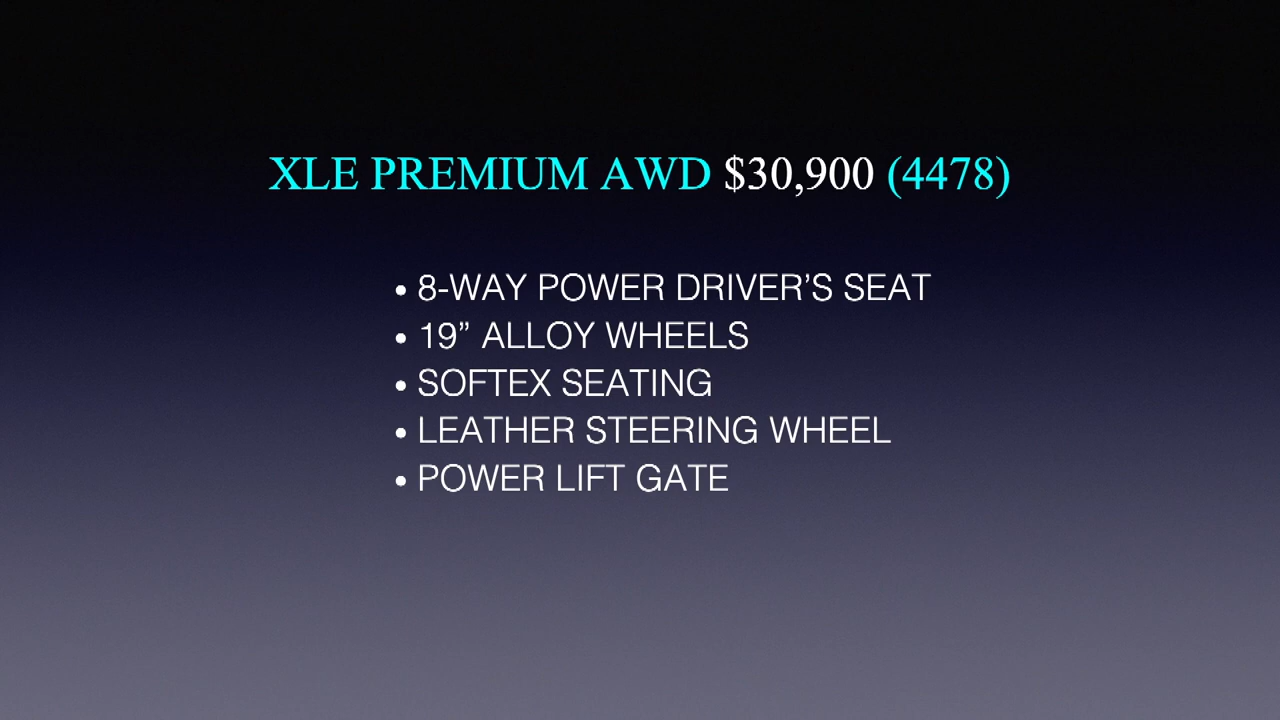 XLE PREMIUM AWD $30,900 (4478)
• 8-WAY POWER DRIVER’S SEAT
• 19” ALLOY WHEELS
• SOFTEX SEATING
• LEATHER STEERING WHEEL
• POWER LIFT GATE